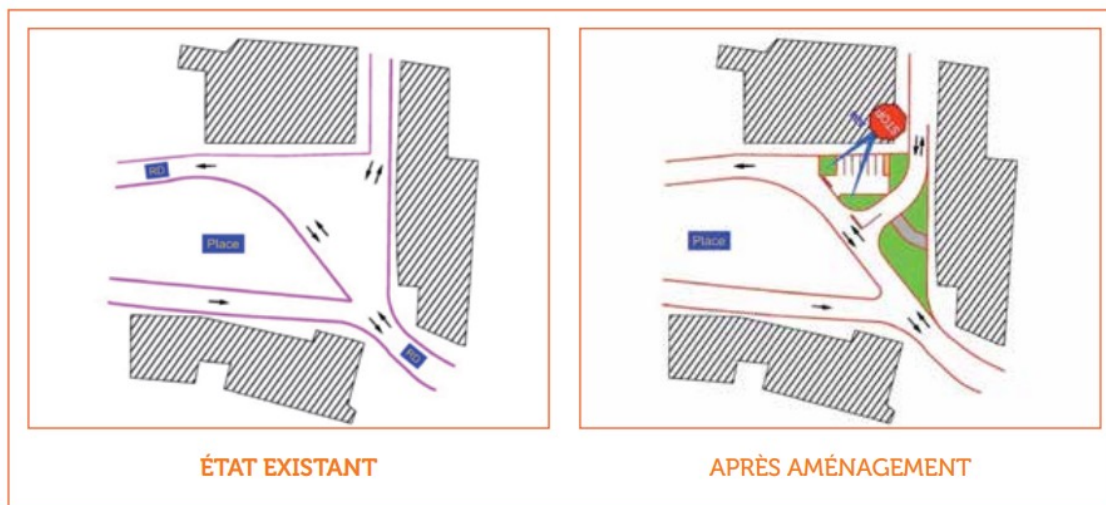 RD
Place
RD
STOP
Place
ÉTAT EXISTANT
APRÈS AMÉNAGEMENT